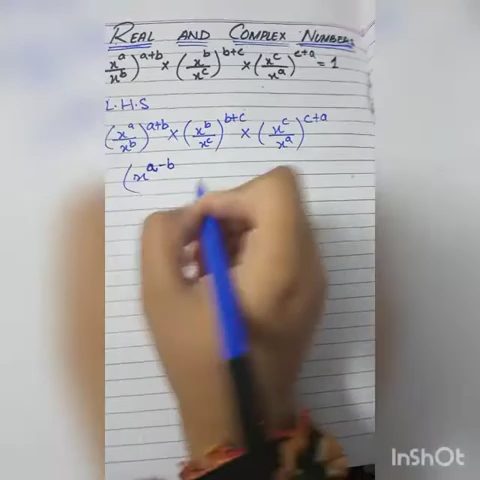 REAL AND COMPLEX NUMBERS
(x^a/x^b)^{a+b} × (x^b/x^c)^{b+c} × (x^c/x^a)^{c+a} = 1
L.H.S
(x^a/x^b)^{a+b} × (x^b/x^c)^{b+c} × (x^c/x^a)^{c+a}
(x^{a-b}
InShOt